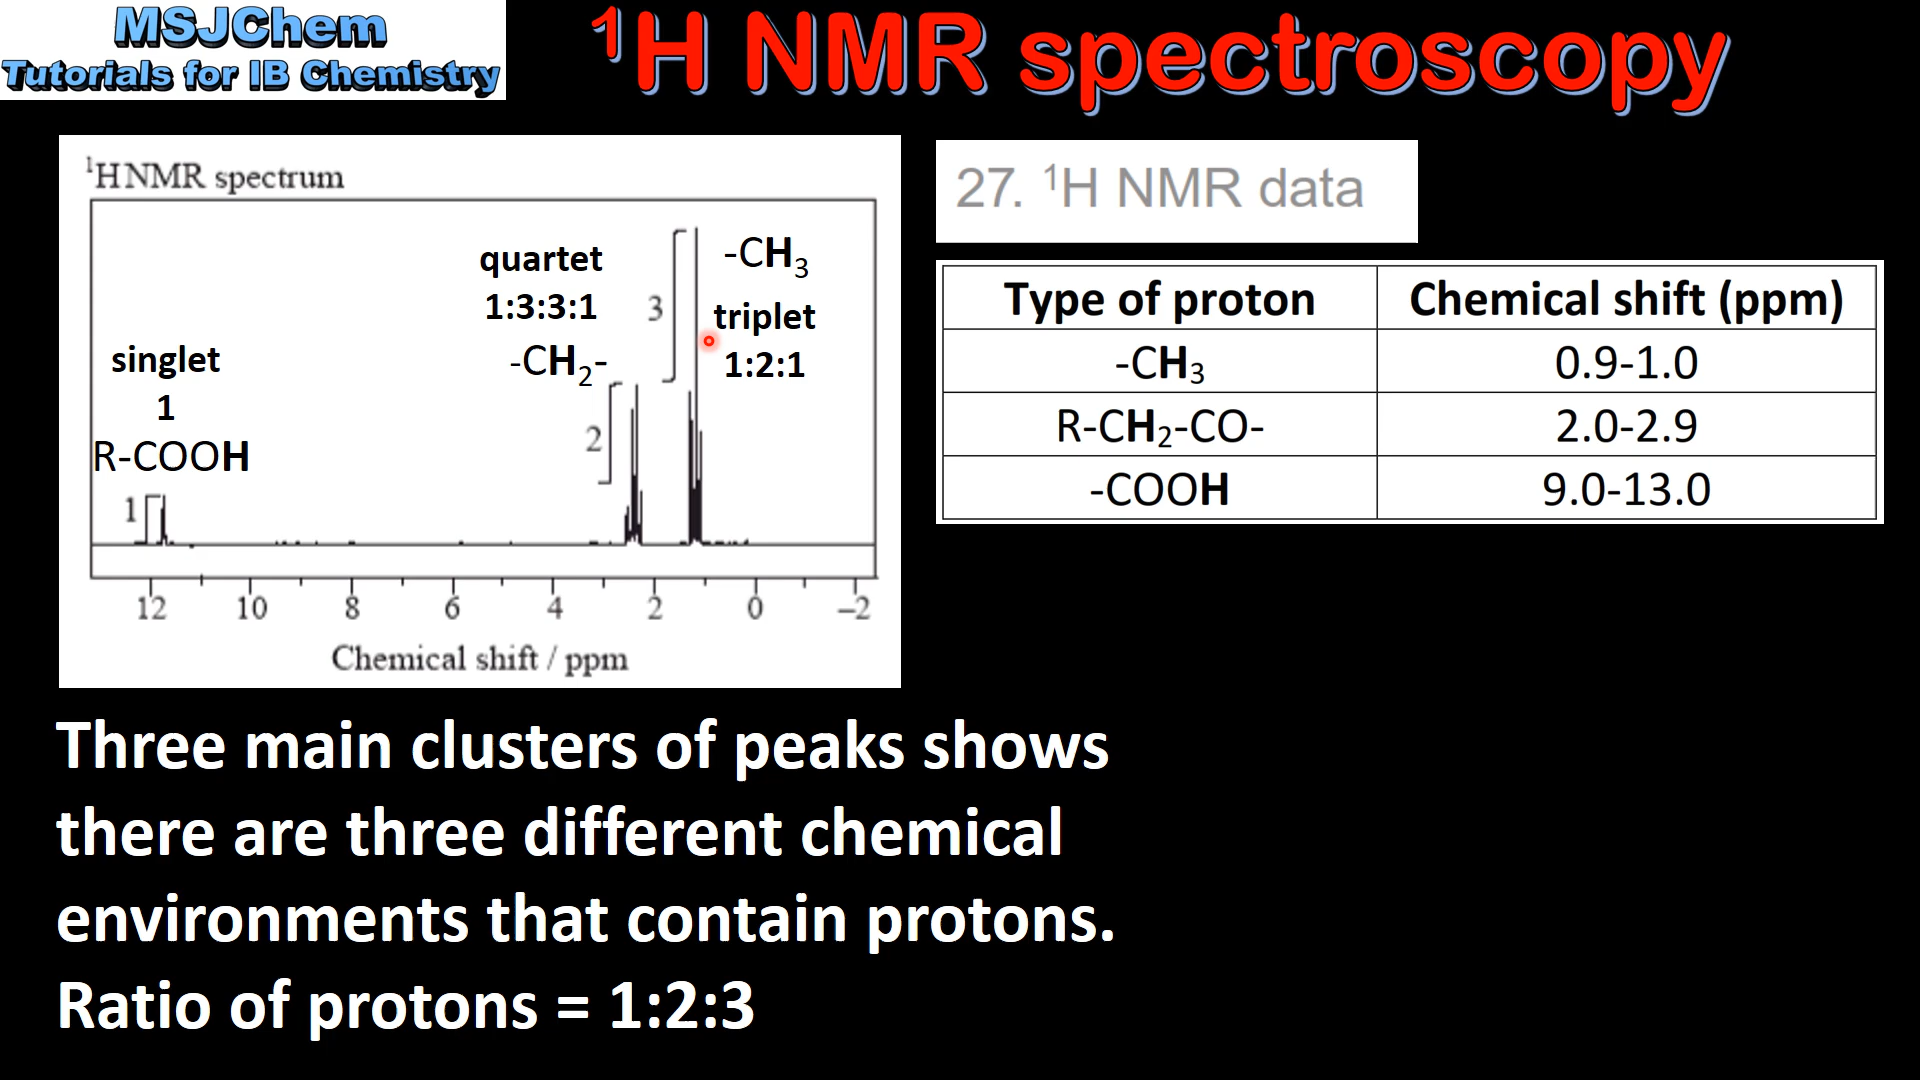 MSJChem
Tutorials for IB Chemistry
¹H NMR spectroscopy
¹H NMR spectrum
quartet
1:3:3:1
-CH₂-
singlet
1
R-COOH
-CH₃
triplet
1:2:1
3
2
1
12 10 8 6 4 2 0 −2
Chemical shift / ppm
27. ¹H NMR data
Type of proton Chemical shift (ppm)
-CH₃ 0.9-1.0
R-CH₂-CO- 2.0-2.9
-COOH 9.0-13.0
Three main clusters of peaks shows
there are three different chemical
environments that contain protons.
Ratio of protons = 1:2:3